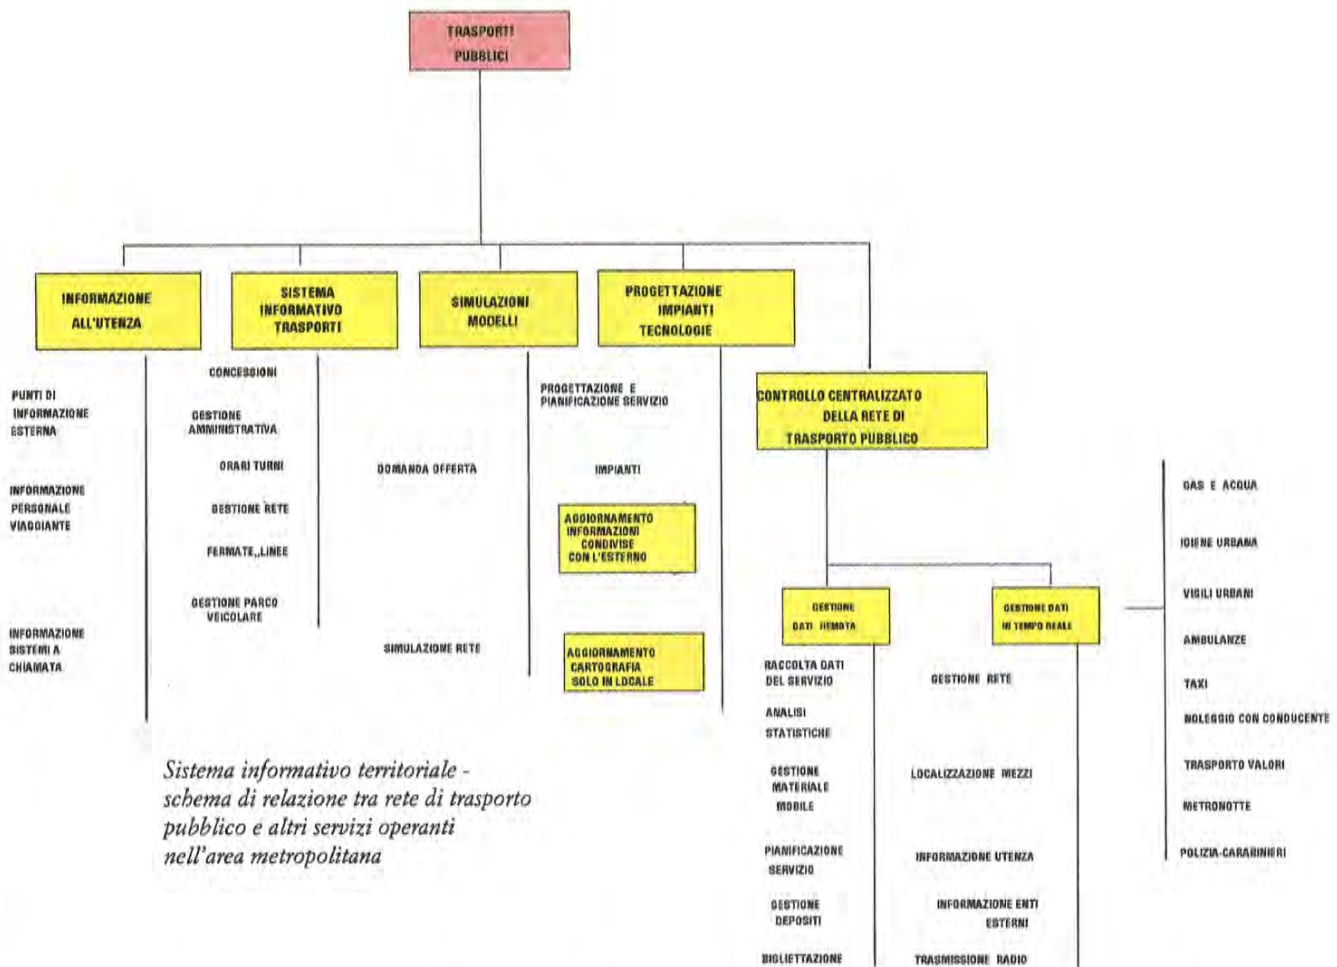 TRASPORTI
PUBBLICI
INFORMAZIONE
ALL'UTENZA
SISTEMA
INFORMATIVO
TRASPORTI
SIMULAZIONI
MODELLI
PROGETTAZIONE
IMPIANTI
TECNOLOGIE
CONTROLLO CENTRALIZZATO
DELLA RETE DI
TRASPORTO PUBBLICO
PUNTI DI
INFORMAZIONE
ESTERNA
INFORMAZIONE
PERSONALE
VIAGGIANTE
INFORMAZIONE
SISTEMI A
CHIAMATA
CONCESSIONI
GESTIONE
AMMINISTRATIVA
ORARI TURNI
GESTIONE RETE
FERMATE,,LINEE
GESTIONE PARCO
VEICOLARE
DOMANDA OFFERTA
SIMULAZIONE RETE
PROGETTAZIONE E
PIANIFICAZIONE SERVIZIO
IMPIANTI
AGGIORNAMENTO
INFORMAZIONI
CONDIVISE
CON L'ESTERNO
AGGIORNAMENTO
CARTOGRAFIA
SOLO IN LOCALE
GESTIONE
DATI REMOTA
GESTIONE DATI
IN TEMPO REALE
RACCOLTA DATI
DEL SERVIZIO
ANALISI
STATISTICHE
GESTIONE
MATERIALE
MOBILE
PIANIFICAZIONE
SERVIZIO
GESTIONE
DEPOSITI
BIGLIETTAZIONE
GESTIONE RETE
LOCALIZZAZIONE MEZZI
INFORMAZIONE UTENZA
INFORMAZIONE ENTI
ESTERNI
TRASMISSIONE RADIO
GAS E ACQUA
IGIENE URBANA
VIGILI URBANI
AMBULANZE
TAXI
NOLEGGIO CON CONDUCENTE
TRASPORTO VALORI
METRONOTTE
POLIZIA-CARABINIERI
Sistema informativo territoriale -
schema di relazione tra rete di trasporto
pubblico e altri servizi operanti
nell'area metropolitana